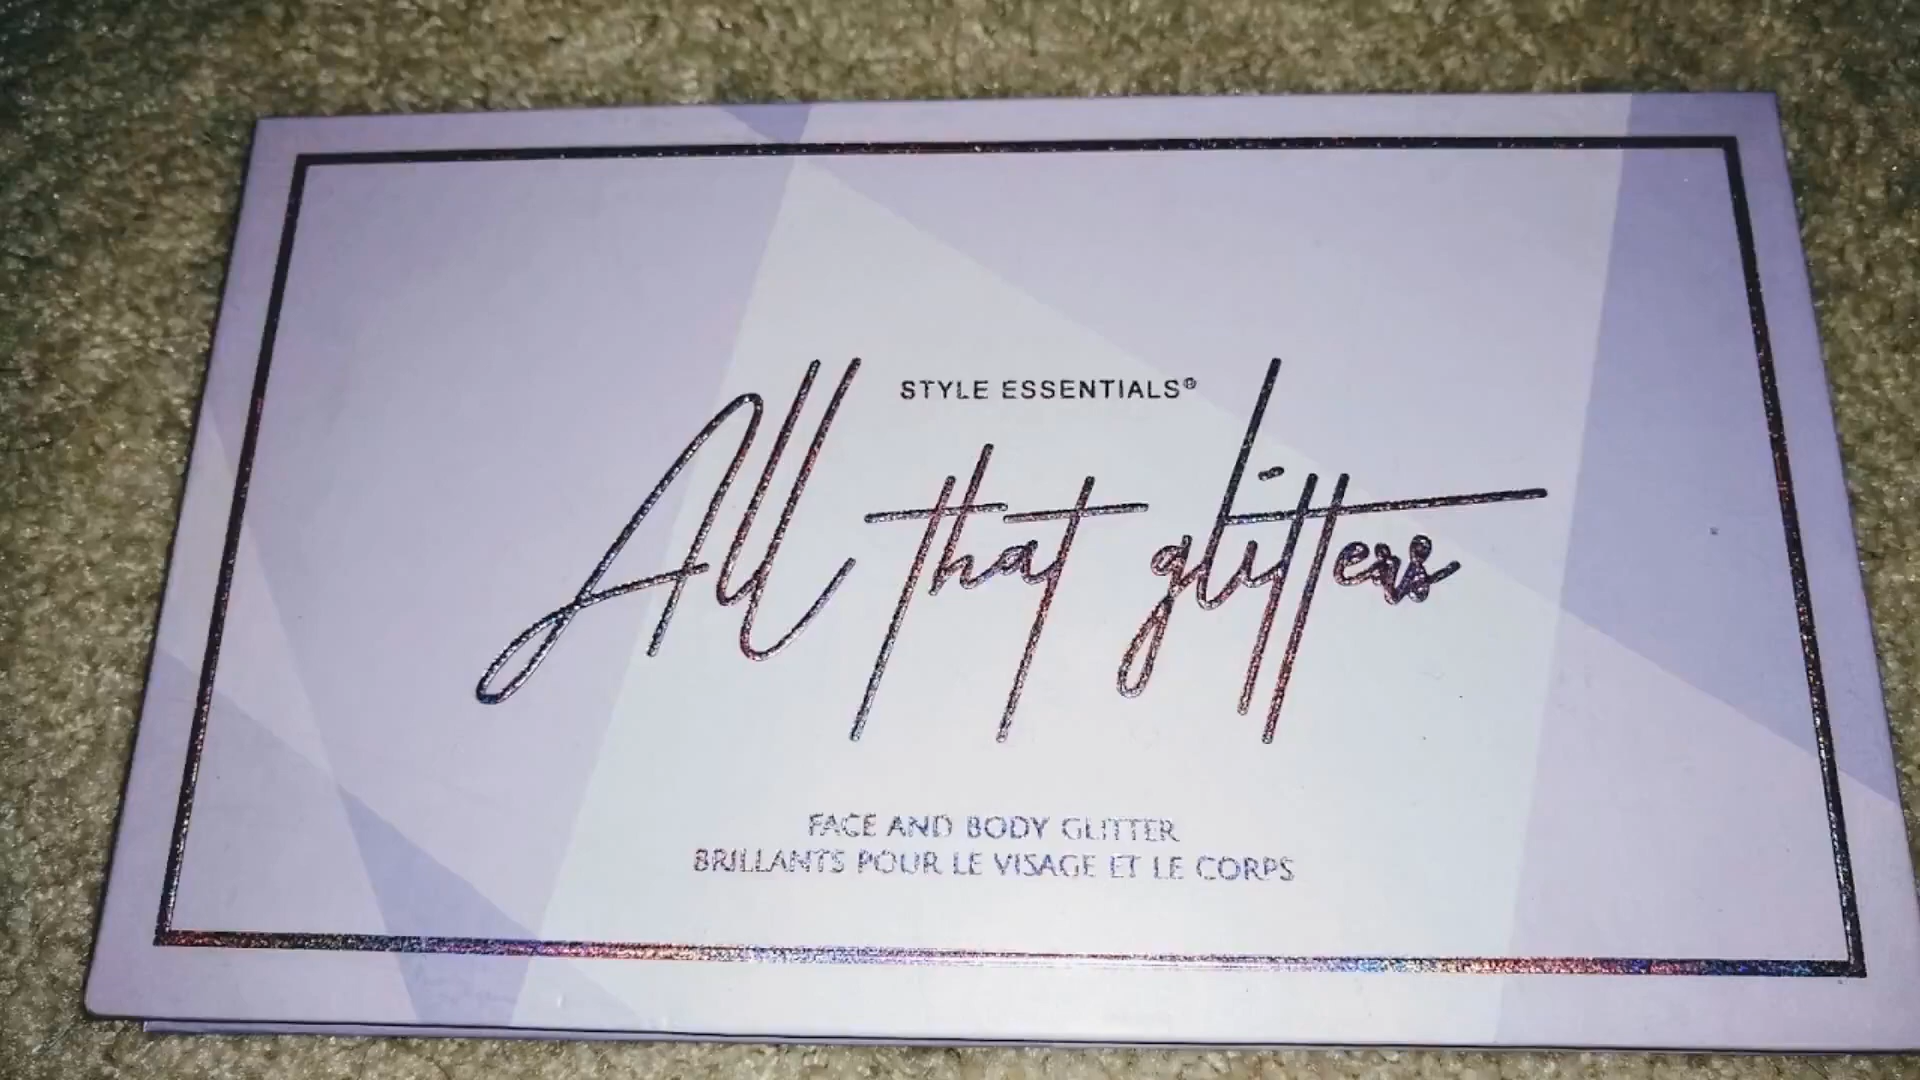 STYLE ESSENTIALS®
All that glitters
FACE AND BODY GLITTER
BRILLANTS POUR LE VISAGE ET LE CORPS